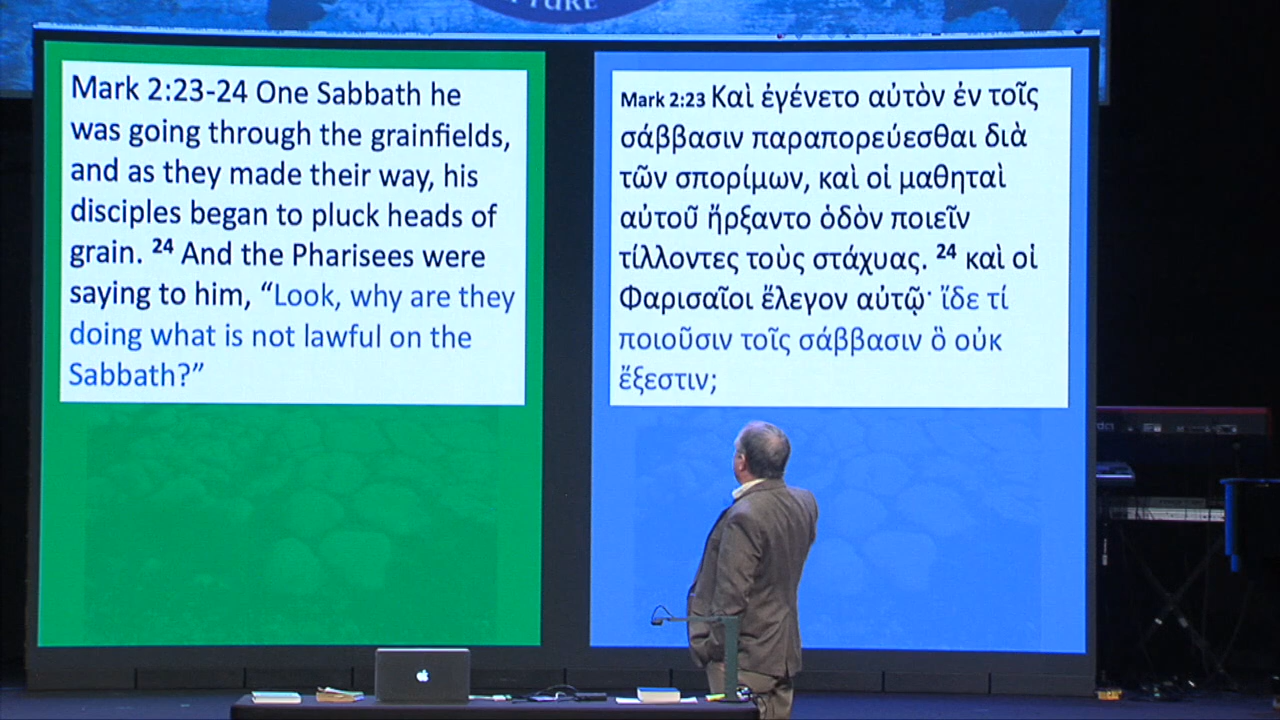 Mark 2:23-24 One Sabbath he
was going through the grainfields,
and as they made their way, his
disciples began to pluck heads of
grain. 24 And the Pharisees were
saying to him, “Look, why are they
doing what is not lawful on the
Sabbath?”
Mark 2:23 Καὶ ἐγένετο αὐτὸν ἐν τοῖς
σάββασιν παραπορεύεσθαι διὰ
τῶν σπορίμων, καὶ οἱ μαθηταὶ
αὐτοῦ ἤρξαντο ὁδὸν ποιεῖν
τίλλοντες τοὺς στάχυας. 24 καὶ οἱ
Φαρισαῖοι ἔλεγον αὐτῷ· ἴδε τί
ποιοῦσιν τοῖς σάββασιν ὃ οὐκ
ἔξεστιν;